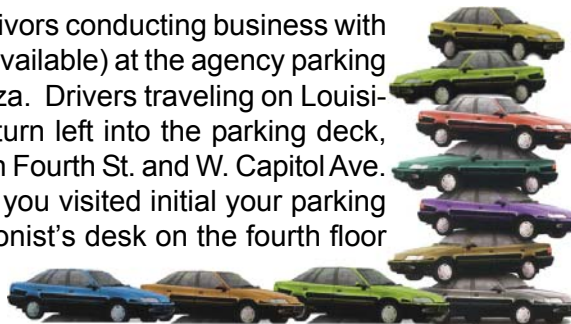 ivors conducting business with
vailable) at the agency parking
za. Drivers traveling on Louisi-
turn left into the parking deck,
n Fourth St. and W. Capitol Ave.
you visited initial your parking
onist's desk on the fourth floor